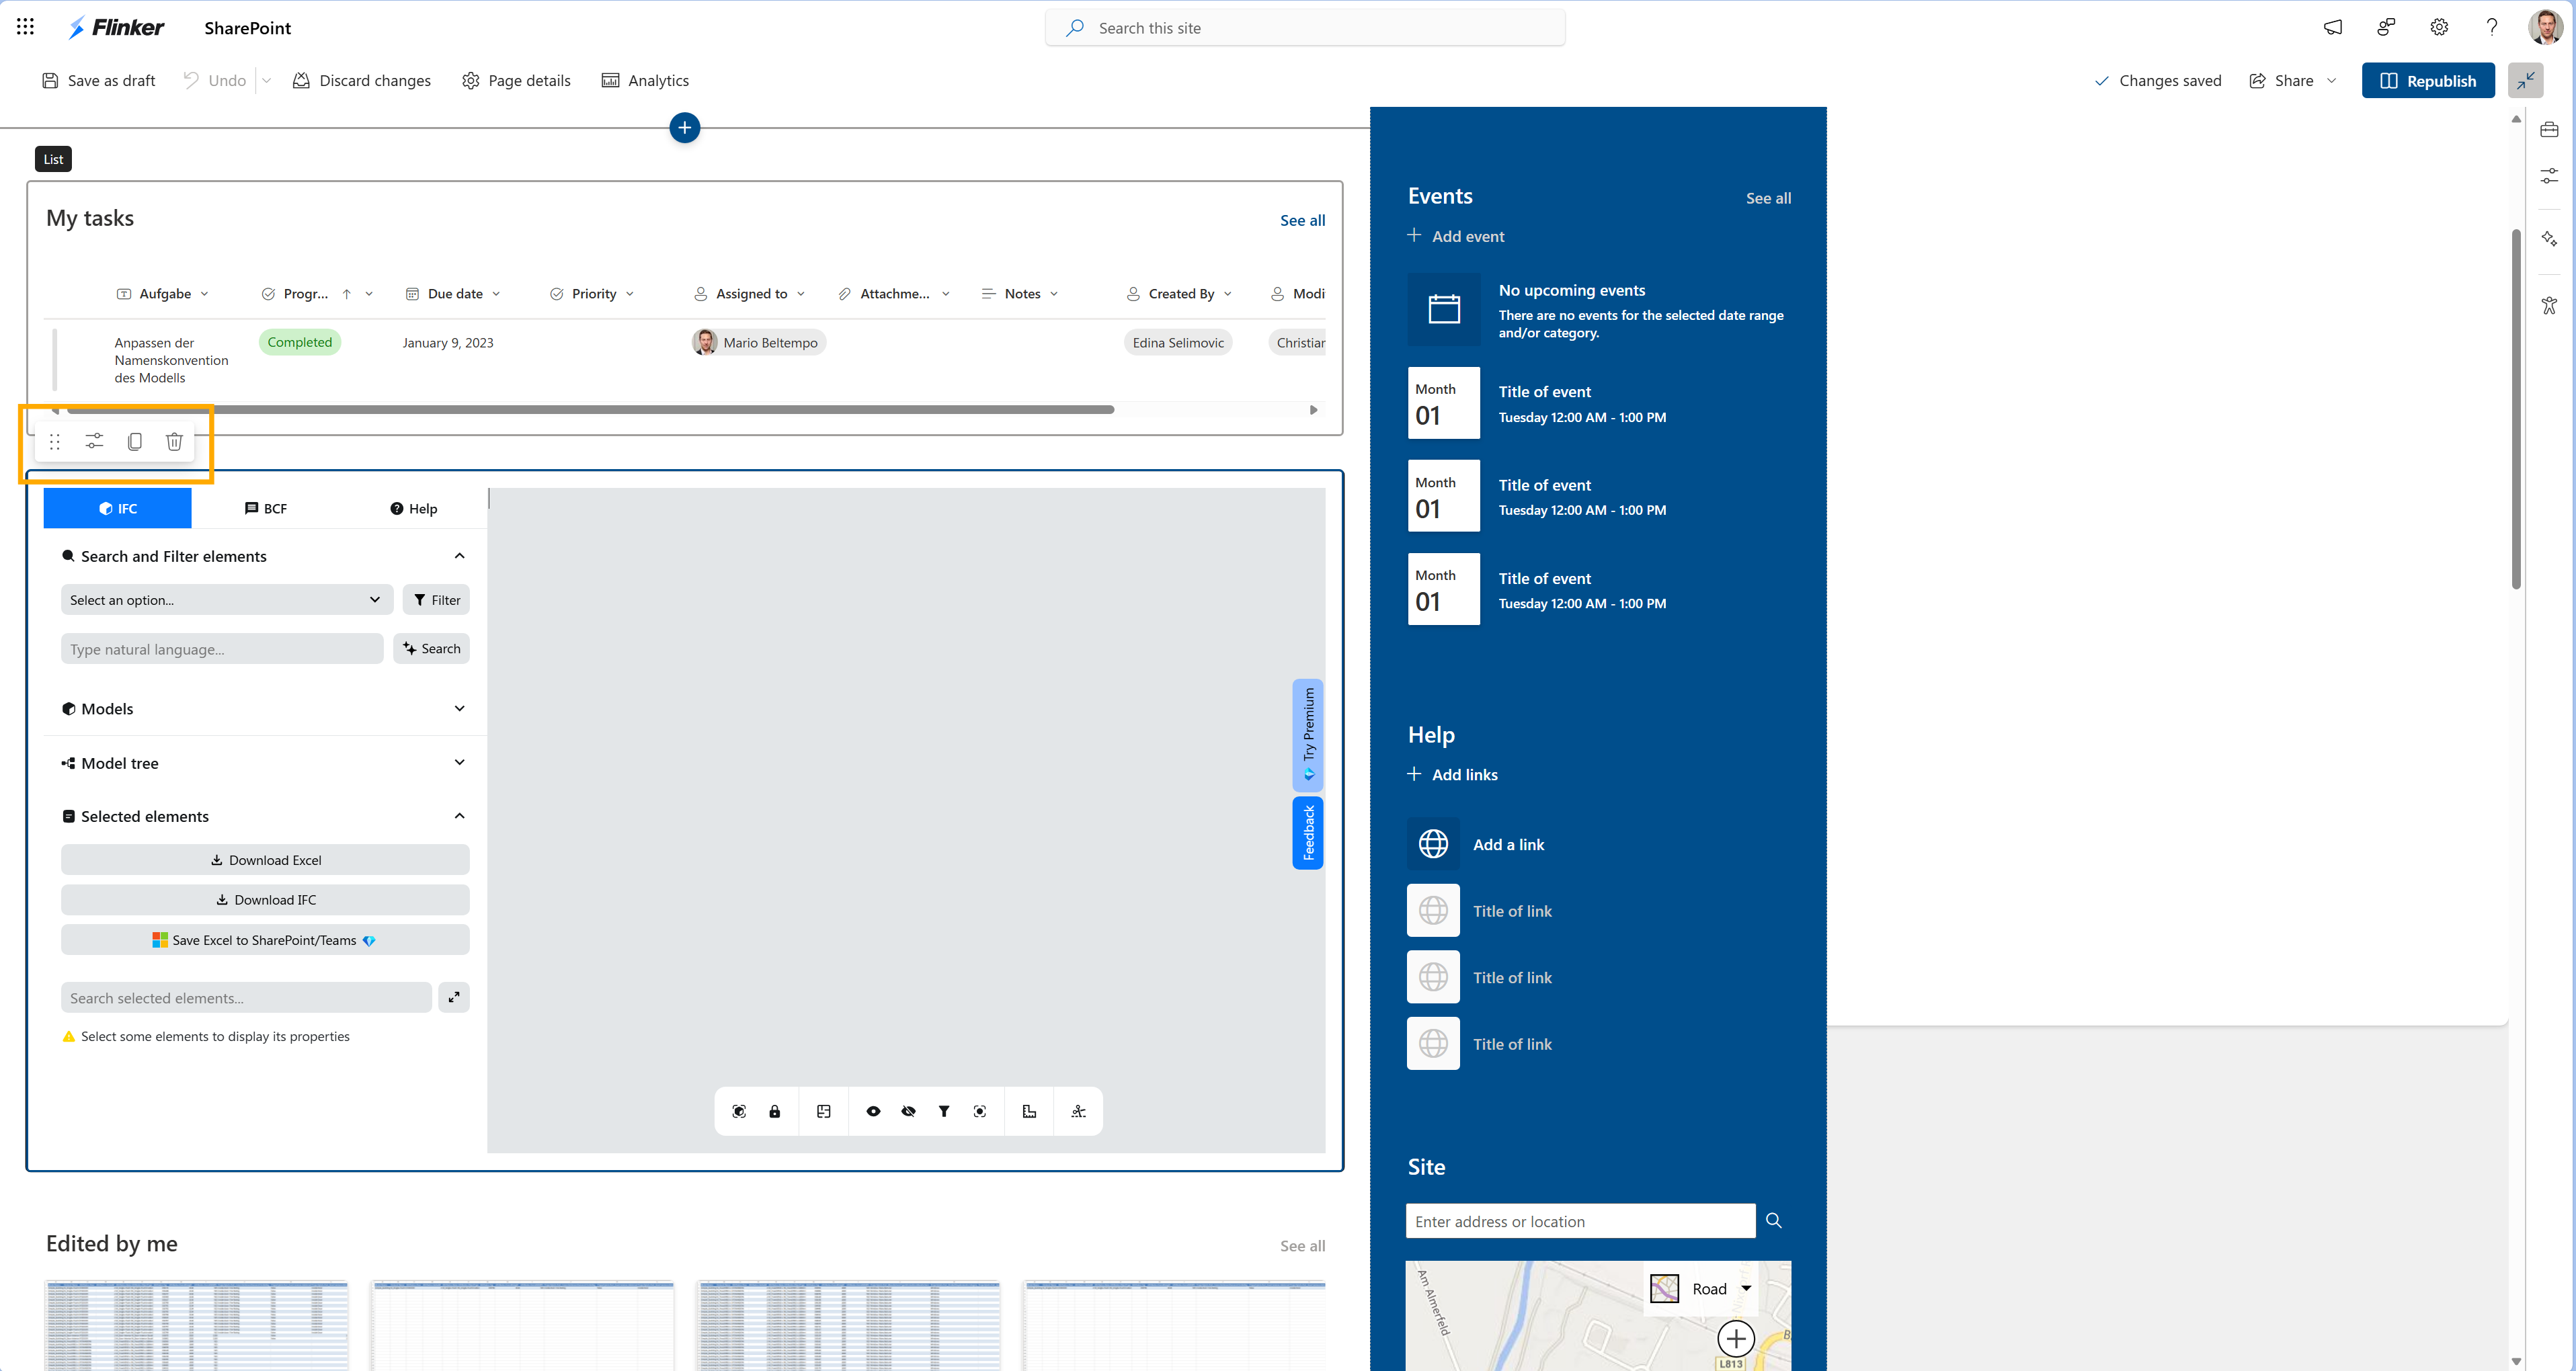 Flinker
SharePoint
Search this site
Save as draft
Undo
Discard changes
Page details
Analytics
Changes saved
Share
Republish
List
My tasks
See all
Aufgabe
Progr...
Due date
Priority
Assigned to
Attachme...
Notes
Created By
Modi
Anpassen der
Namenskonvention
des Modells
Completed
January 9, 2023
Mario Beltempo
Edina Selimovic
Christian
IFC
BCF
Help
Search and Filter elements
Select an option...
Filter
Type natural language...
Search
Models
Model tree
Selected elements
Download Excel
Download IFC
Save Excel to SharePoint/Teams
Search selected elements...
Select some elements to display its properties
Try Premium
Feedback
Edited by me
See all
Events
See all
Add event
No upcoming events
There are no events for the selected date range
and/or category.
Month
01
Title of event
Tuesday 12:00 AM - 1:00 PM
Month
01
Title of event
Tuesday 12:00 AM - 1:00 PM
Month
01
Title of event
Tuesday 12:00 AM - 1:00 PM
Help
Add links
Add a link
Title of link
Title of link
Title of link
Site
Enter address or location
Road
Am Almerfeld
L813